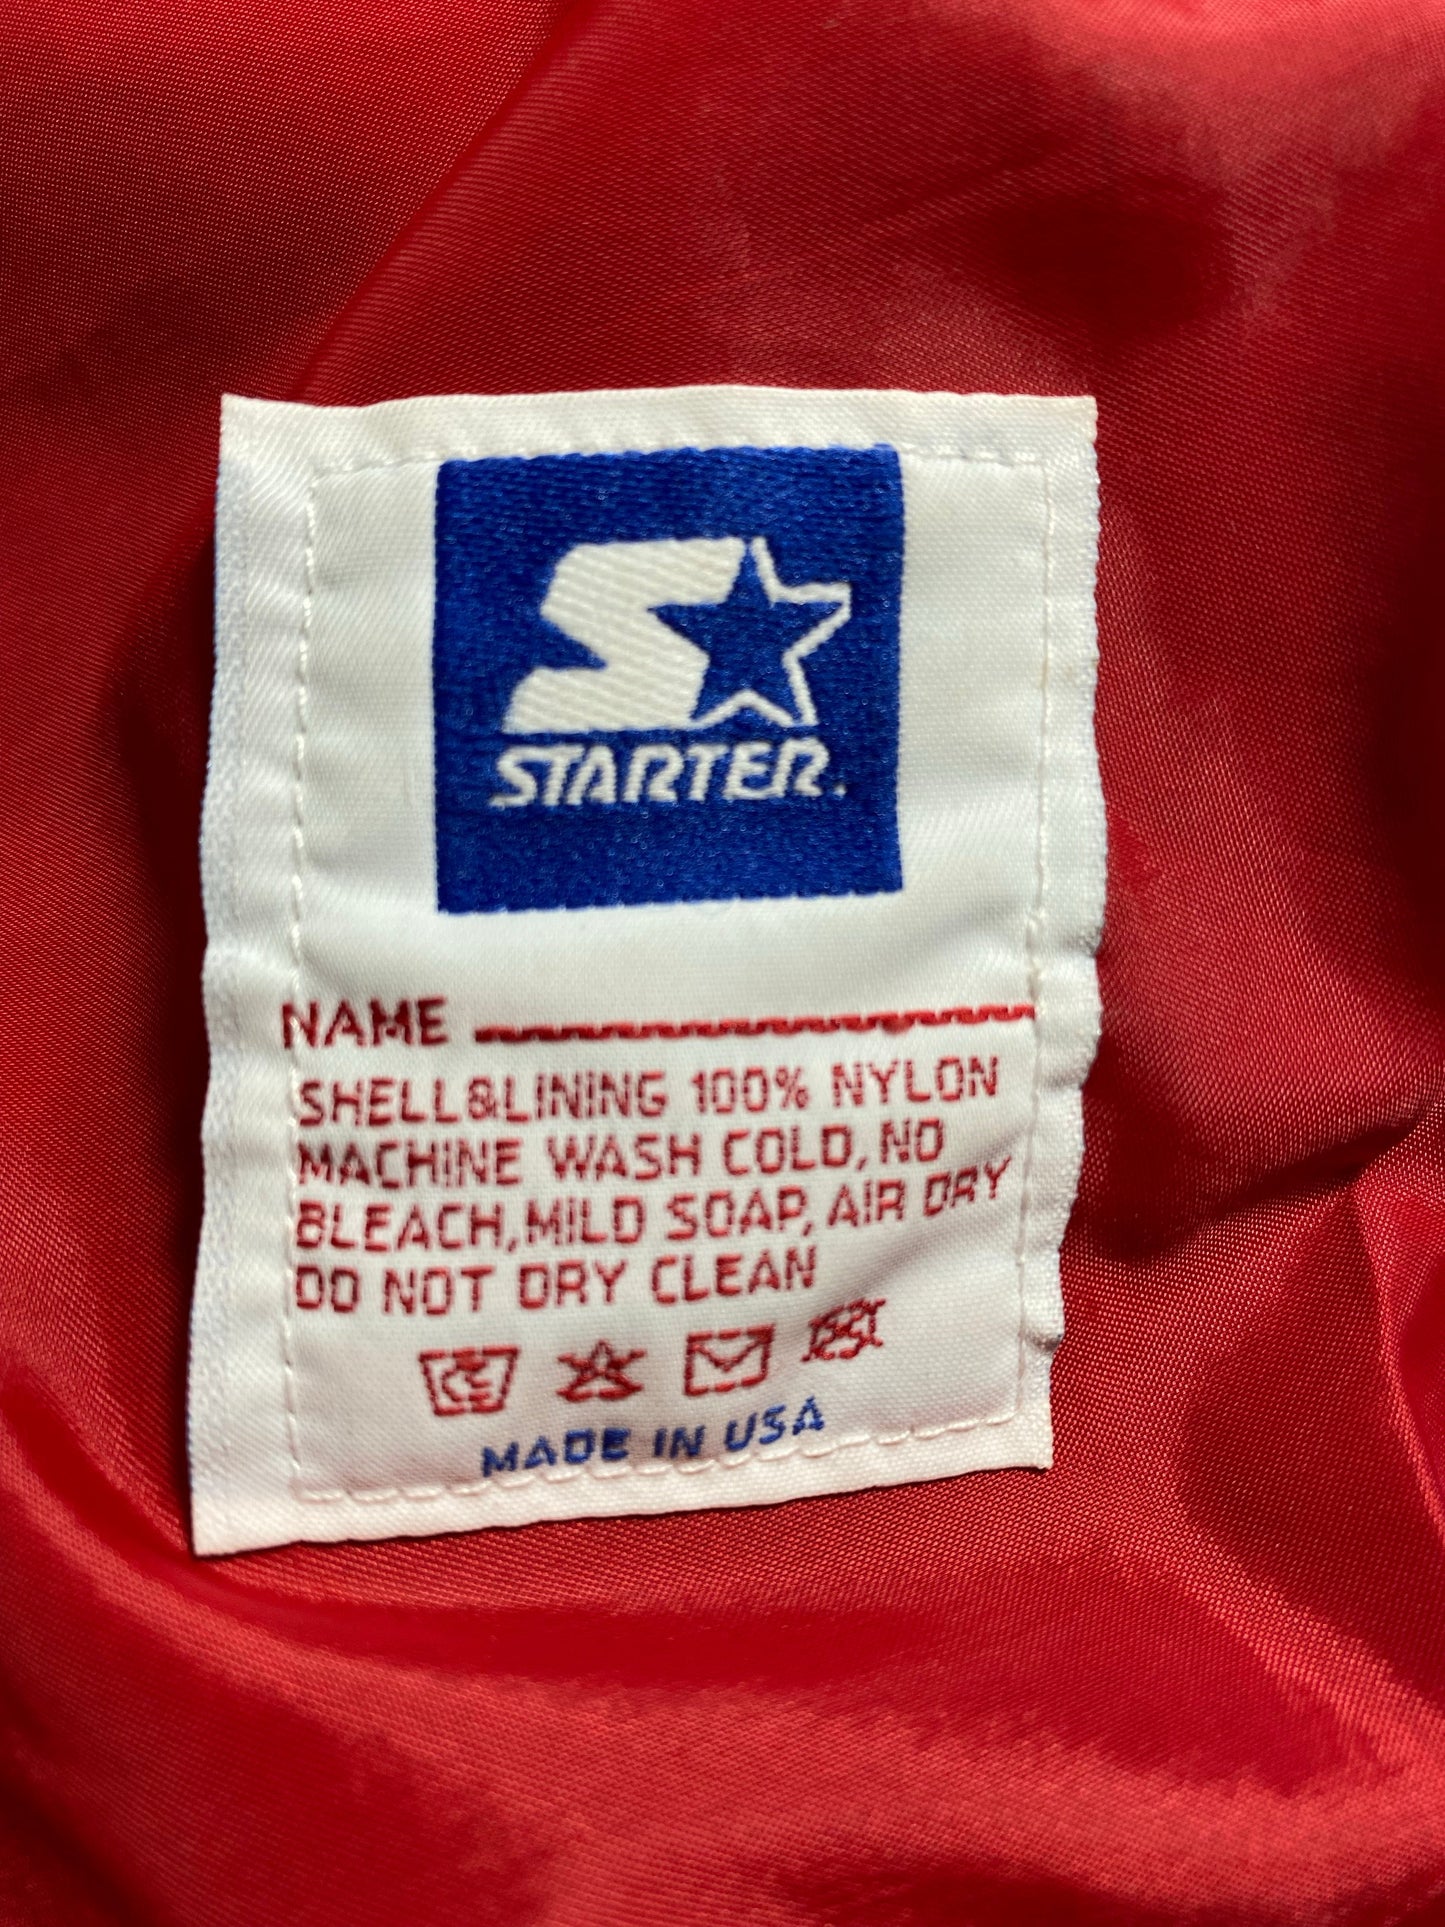 STARTER.
NAME
SHELL&LINING 100% NYLON
MACHINE WASH COLD, NO
BLEACH, MILD SOAP, AIR DRY
DO NOT DRY CLEAN
MADE IN USA